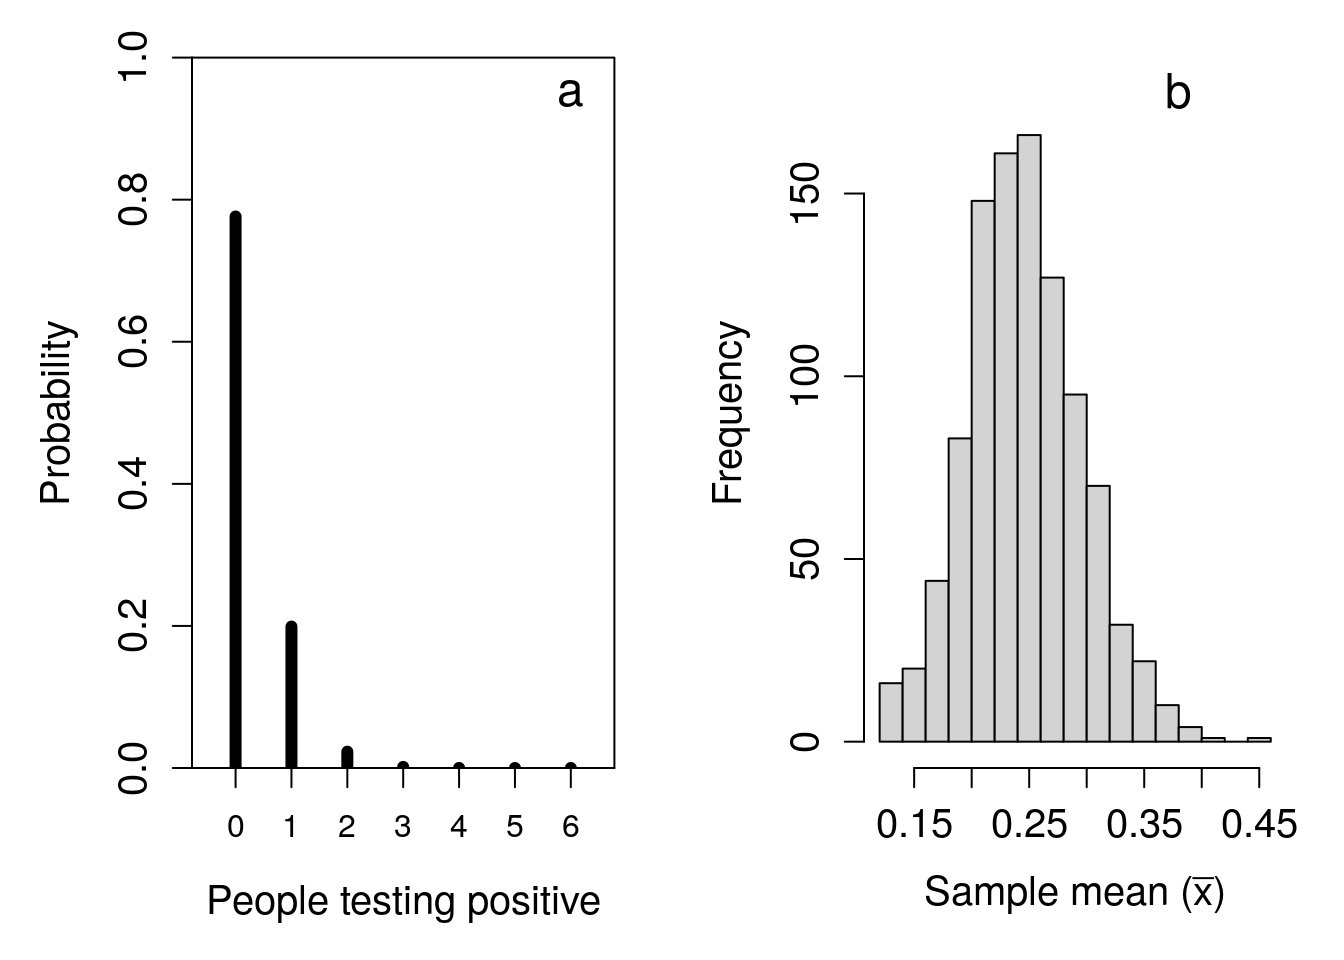 a
Probability
1.0
0.8
0.6
0.4
0.2
0.0
0 1 2 3 4 5 6
People testing positive
b
Frequency
150
100
50
0
0.15 0.25 0.35 0.45
Sample mean (x̅)